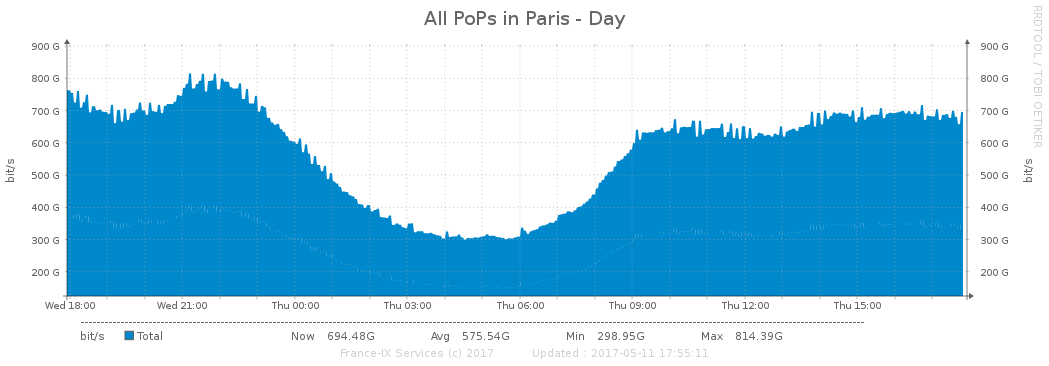 All PoPs in Paris - Day
RRDTOOL / TOBI OETIKER
bit/s
900 G
800 G
700 G
600 G
500 G
400 G
300 G
200 G
900 G
800 G
700 G
600 G
500 G
400 G
300 G
200 G
bit/s
Wed 18:00 Wed 21:00 Thu 00:00 Thu 03:00 Thu 06:00 Thu 09:00 Thu 12:00 Thu 15:00
bit/s Total Now 694.48G Avg 575.54G Min 298.95G Max 814.39G
France-IX Services (c) 2017 Updated : 2017-05-11 17:55:11